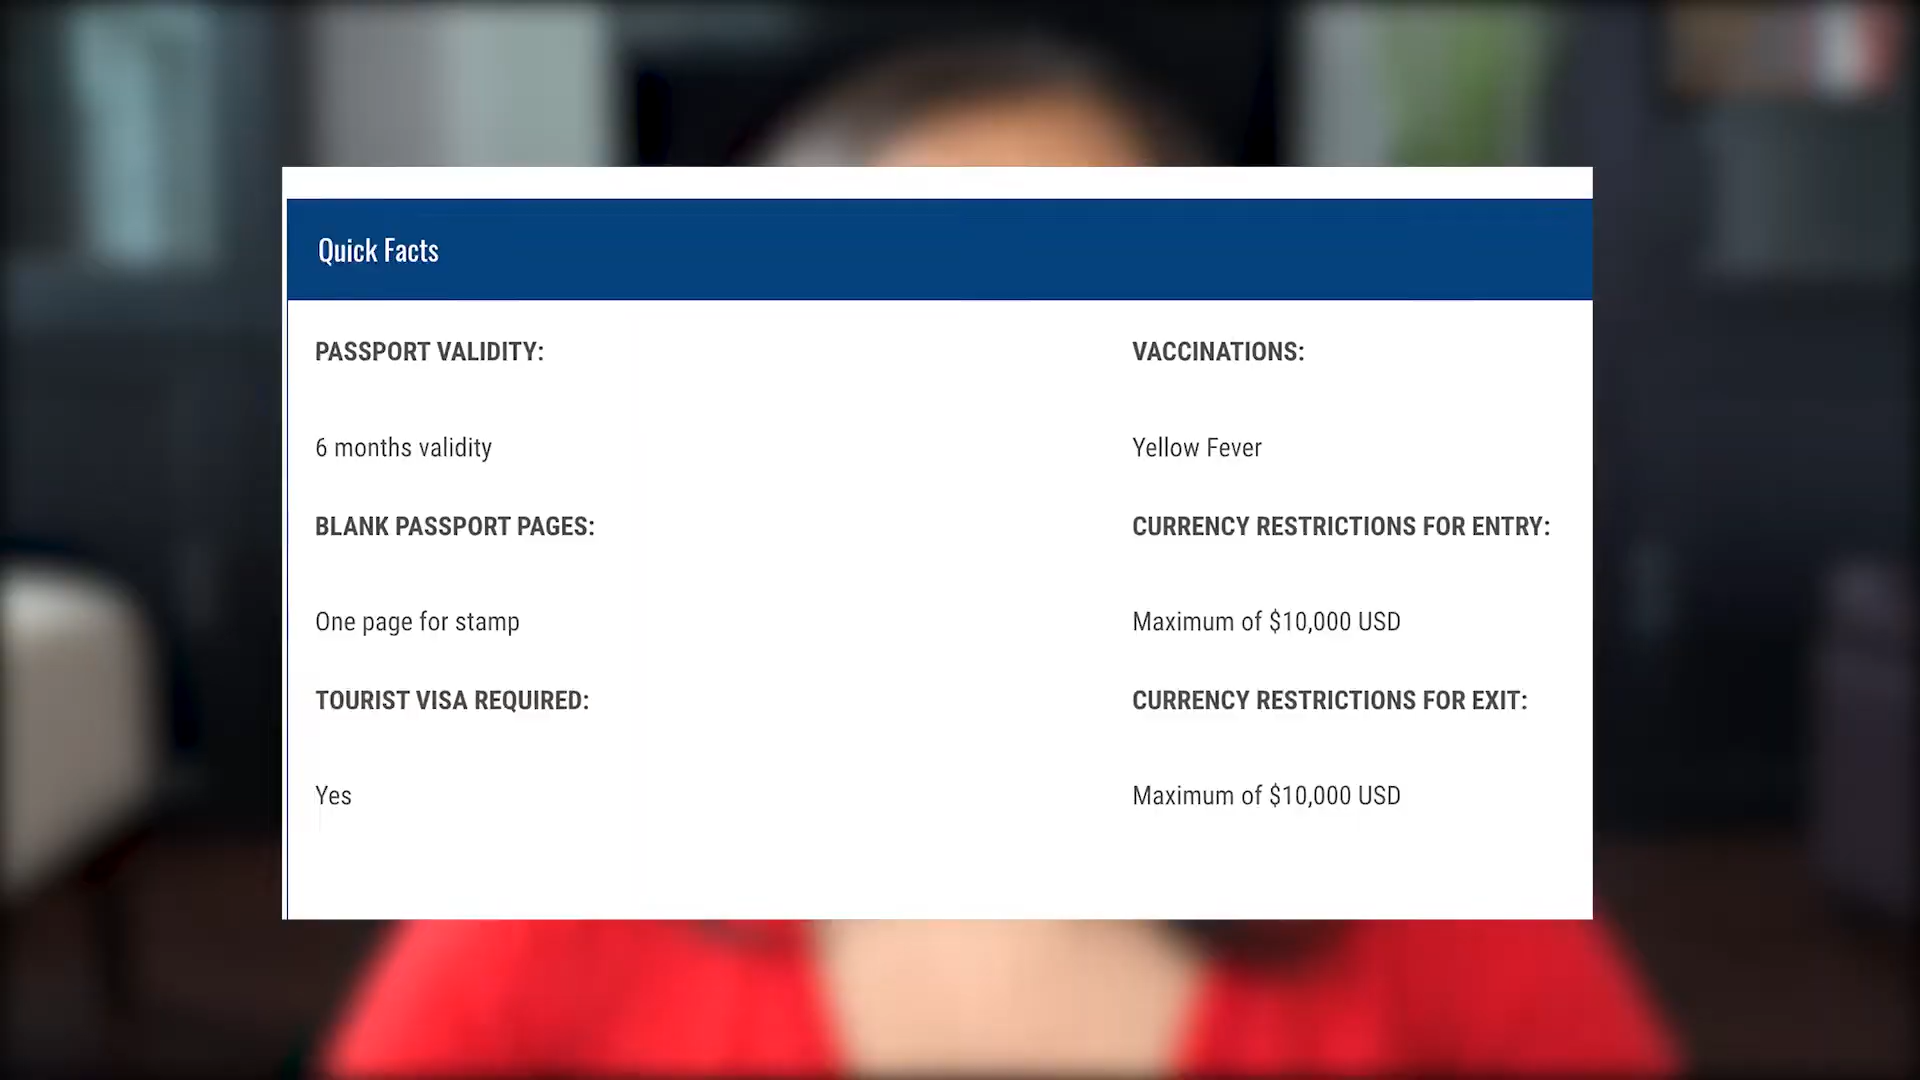 Quick Facts
PASSPORT VALIDITY:
6 months validity
BLANK PASSPORT PAGES:
One page for stamp
TOURIST VISA REQUIRED:
Yes
VACCINATIONS:
Yellow Fever
CURRENCY RESTRICTIONS FOR ENTRY:
Maximum of $10,000 USD
CURRENCY RESTRICTIONS FOR EXIT:
Maximum of $10,000 USD